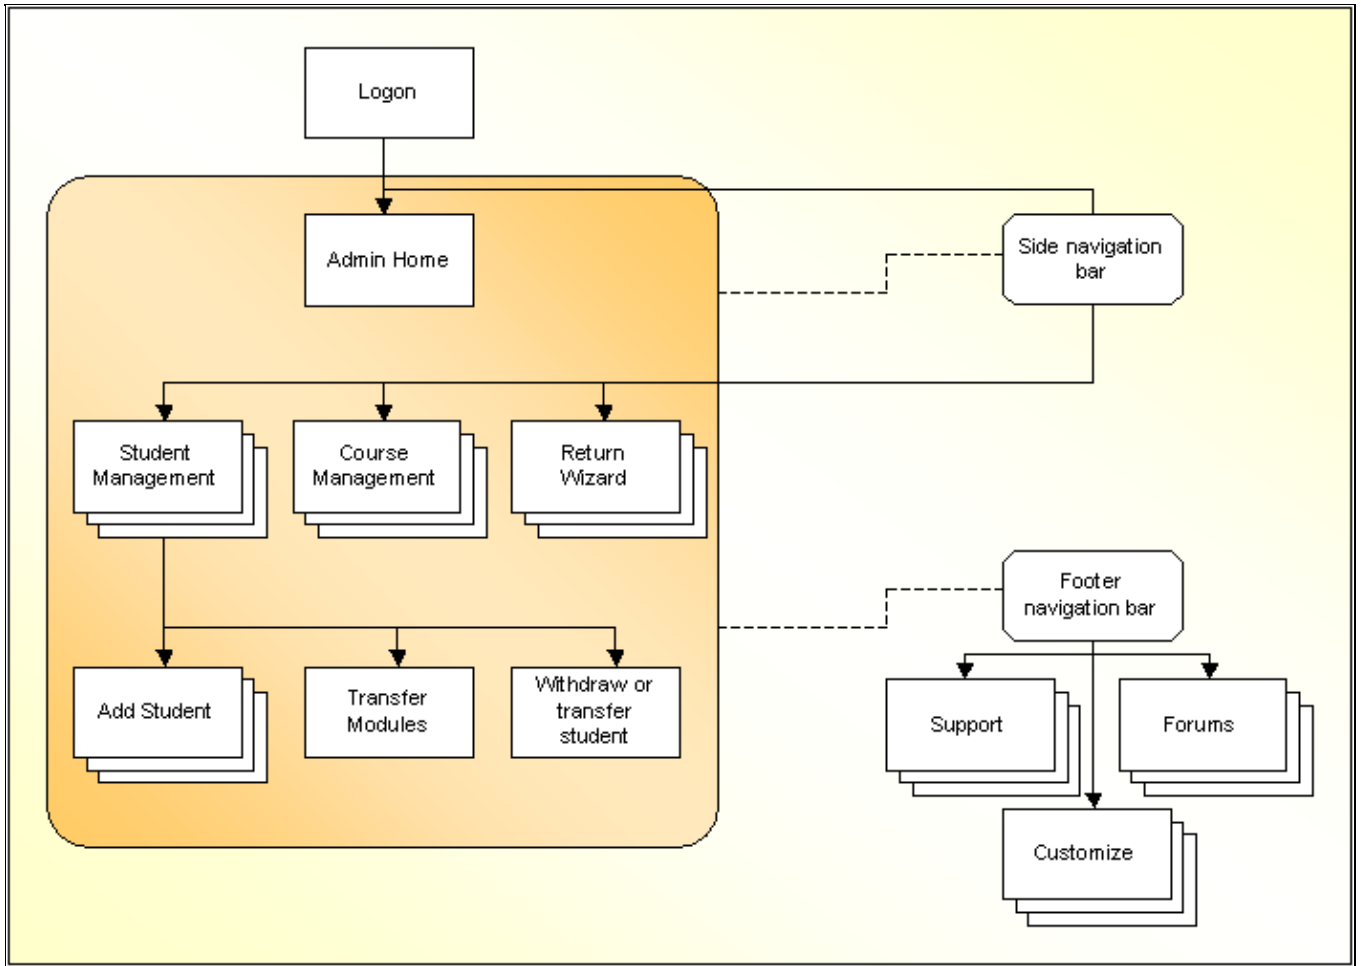 Logon
Admin Home
Side navigation
bar
Student
Management
Course
Management
Return
Wizard
Footer
navigation bar
Add Student
Transfer
Modules
Withdraw or
transfer
student
Support
Forums
Customize